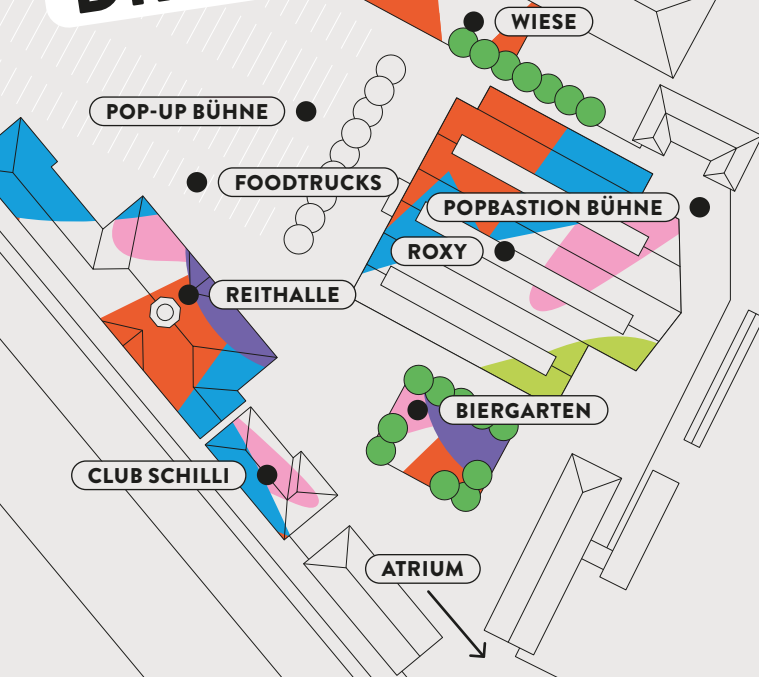 WIESE
POP-UP BÜHNE
FOODTRUCKS
POPBASTION BÜHNE
ROXY
REITHALLE
BIERGARTEN
CLUB SCHILLI
ATRIUM